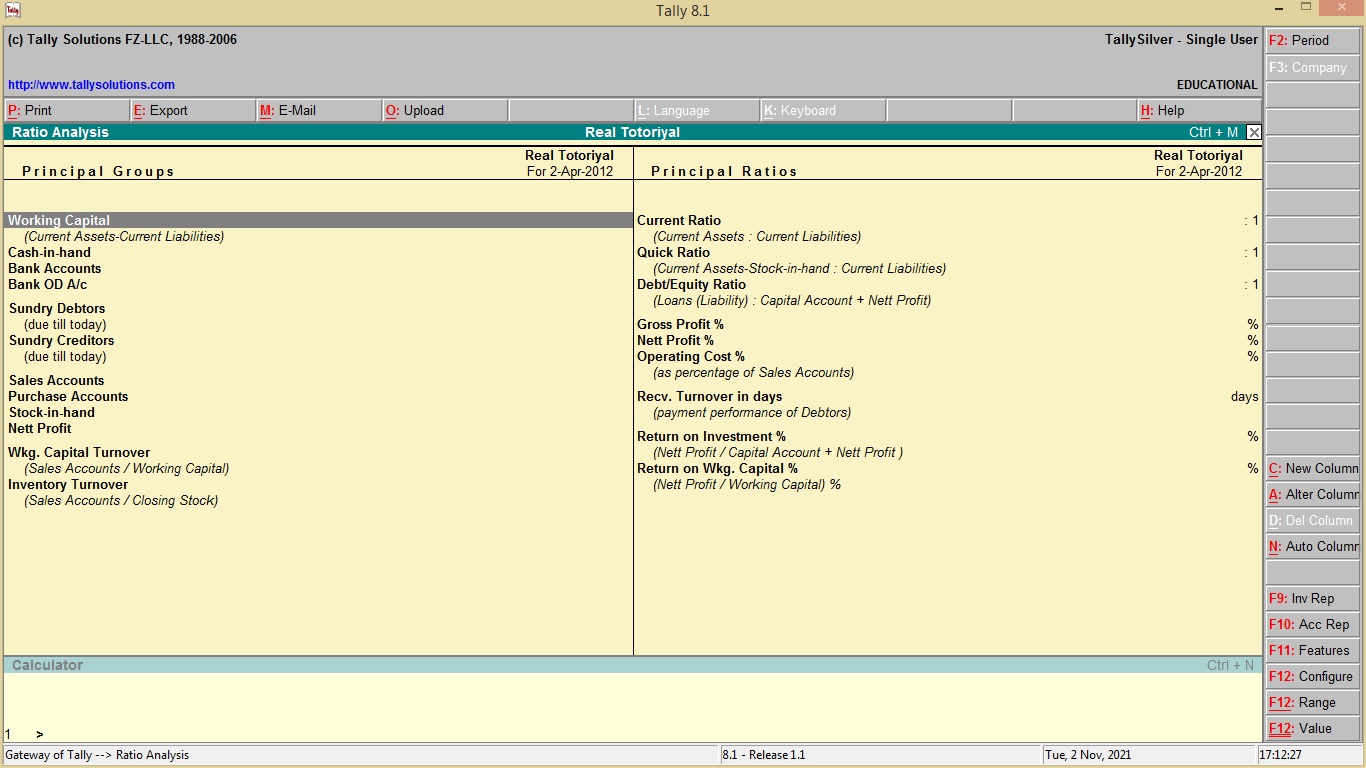 Tally 8.1
(c) Tally Solutions FZ-LLC, 1988-2006
TallySilver - Single User
http://www.tallysolutions.com
EDUCATIONAL
P: Print
E: Export
M: E-Mail
O: Upload
L: Language
K: Keyboard
H: Help
Ratio Analysis
Real Totoriyal
Ctrl + M
Principal Groups
Real Totoriyal
For 2-Apr-2012
Working Capital
(Current Assets-Current Liabilities)
Cash-in-hand
Bank Accounts
Bank OD A/c
Sundry Debtors
(due till today)
Sundry Creditors
(due till today)
Sales Accounts
Purchase Accounts
Stock-in-hand
Nett Profit
Wkg. Capital Turnover
(Sales Accounts / Working Capital)
Inventory Turnover
(Sales Accounts / Closing Stock)
Principal Ratios
Real Totoriyal
For 2-Apr-2012
Current Ratio : 1
(Current Assets : Current Liabilities)
Quick Ratio : 1
(Current Assets-Stock-in-hand : Current Liabilities)
Debt/Equity Ratio : 1
(Loans (Liability) : Capital Account + Nett Profit)
Gross Profit % %
Nett Profit % %
Operating Cost % %
(as percentage of Sales Accounts)
Recv. Turnover in days days
(payment performance of Debtors)
Return on Investment % %
(Nett Profit / Capital Account + Nett Profit )
Return on Wkg. Capital % %
(Nett Profit / Working Capital) %
F2: Period
F3: Company
C: New Column
A: Alter Column
D: Del Column
N: Auto Column
F9: Inv Rep
F10: Acc Rep
F11: Features
F12: Configure
F12: Range
F12: Value
Calculator
Ctrl + N
1 >
Gateway of Tally --> Ratio Analysis
8.1 - Release 1.1
Tue, 2 Nov, 2021
17:12:27